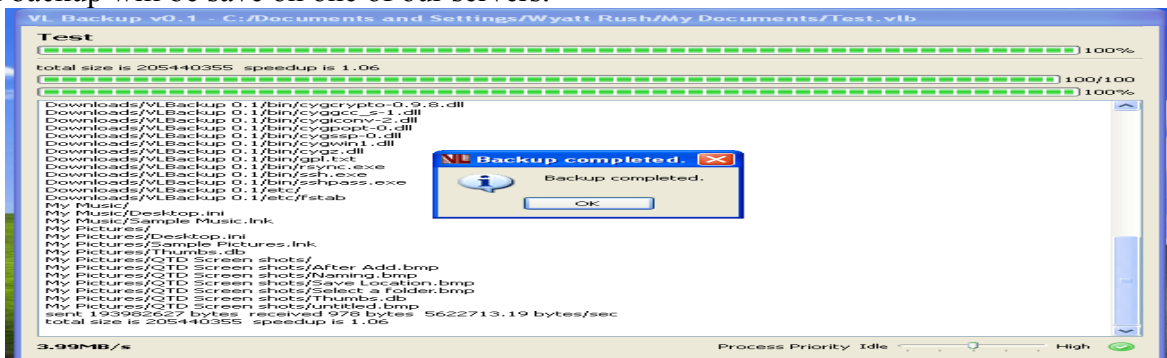 backup will be save on one of our servers.
VL Backup v0.1 - C:/Documents and Settings/Wyatt Rush/My Documents/Test.vlb
Test
100%
total size is 205440355 speedup is 1.06
100/100
100%
Downloads/VLBackup 0.1/bin/cygcrypto-0.9.8.dll
Downloads/VLBackup 0.1/bin/cyggcc_s-1.dll
Downloads/VLBackup 0.1/bin/cygiconv-2.dll
Downloads/VLBackup 0.1/bin/cygpopt-0.dll
Downloads/VLBackup 0.1/bin/cygssp-0.dll
Downloads/VLBackup 0.1/bin/cygwin1.dll
Downloads/VLBackup 0.1/bin/cygz.dll
Downloads/VLBackup 0.1/bin/gpl.txt
Downloads/VLBackup 0.1/bin/rsync.exe
Downloads/VLBackup 0.1/bin/ssh.exe
Downloads/VLBackup 0.1/bin/sshpass.exe
Downloads/VLBackup 0.1/etc/
Downloads/VLBackup 0.1/etc/fstab
My Music/
My Music/Desktop.ini
My Music/Sample Music.lnk
My Pictures/
My Pictures/Desktop.ini
My Pictures/Sample Pictures.lnk
My Pictures/Thumbs.db
My Pictures/QTD Screen shots/
My Pictures/QTD Screen shots/After Add.bmp
My Pictures/QTD Screen shots/Naming.bmp
My Pictures/QTD Screen shots/Save Location.bmp
My Pictures/QTD Screen shots/Select a folder.bmp
My Pictures/QTD Screen shots/Thumbs.db
My Pictures/QTD Screen shots/untitled.bmp
sent 193982627 bytes received 978 bytes 5622713.19 bytes/sec
total size is 205440355 speedup is 1.06
VL Backup completed.
Backup completed.
OK
3.99MB/s
Process Priority Idle High